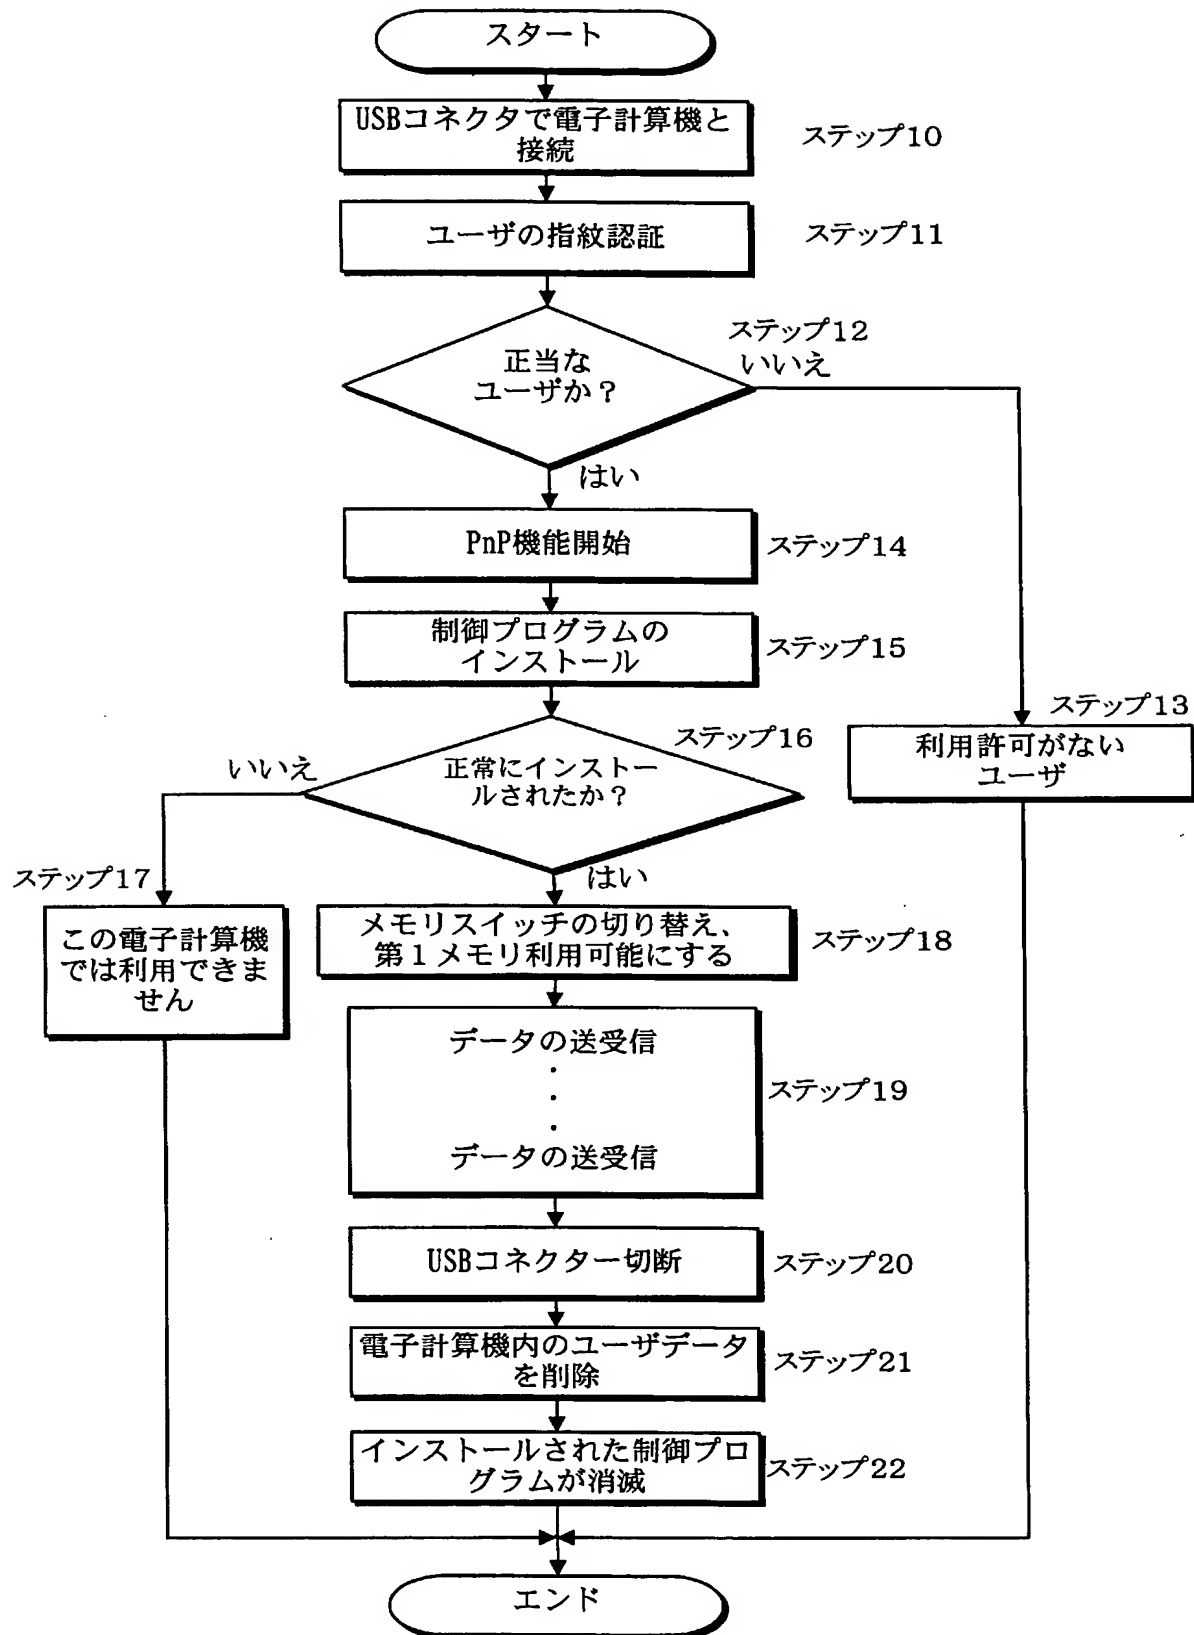 スタート
USBコネクタで電子計算機と
接続
ステップ10
ユーザの指紋認証
ステップ11
ステップ12
正当な
ユーザか？
いいえ
はい
PnP機能開始
ステップ14
制御プログラムの
インストール
ステップ15
ステップ13
利用許可がない
ユーザ
ステップ16
正常にインストー
ルされたか？
いいえ
はい
ステップ17
この電子計算機
では利用できま
せん
メモリスイッチの切り替え、
第１メモリ利用可能にする
ステップ18
データの送受信
・
・
・
データの送受信
ステップ19
USBコネクター切断
ステップ20
電子計算機内のユーザデータ
を削除
ステップ21
インストールされた制御プロ
グラムが消滅
ステップ22
エンド